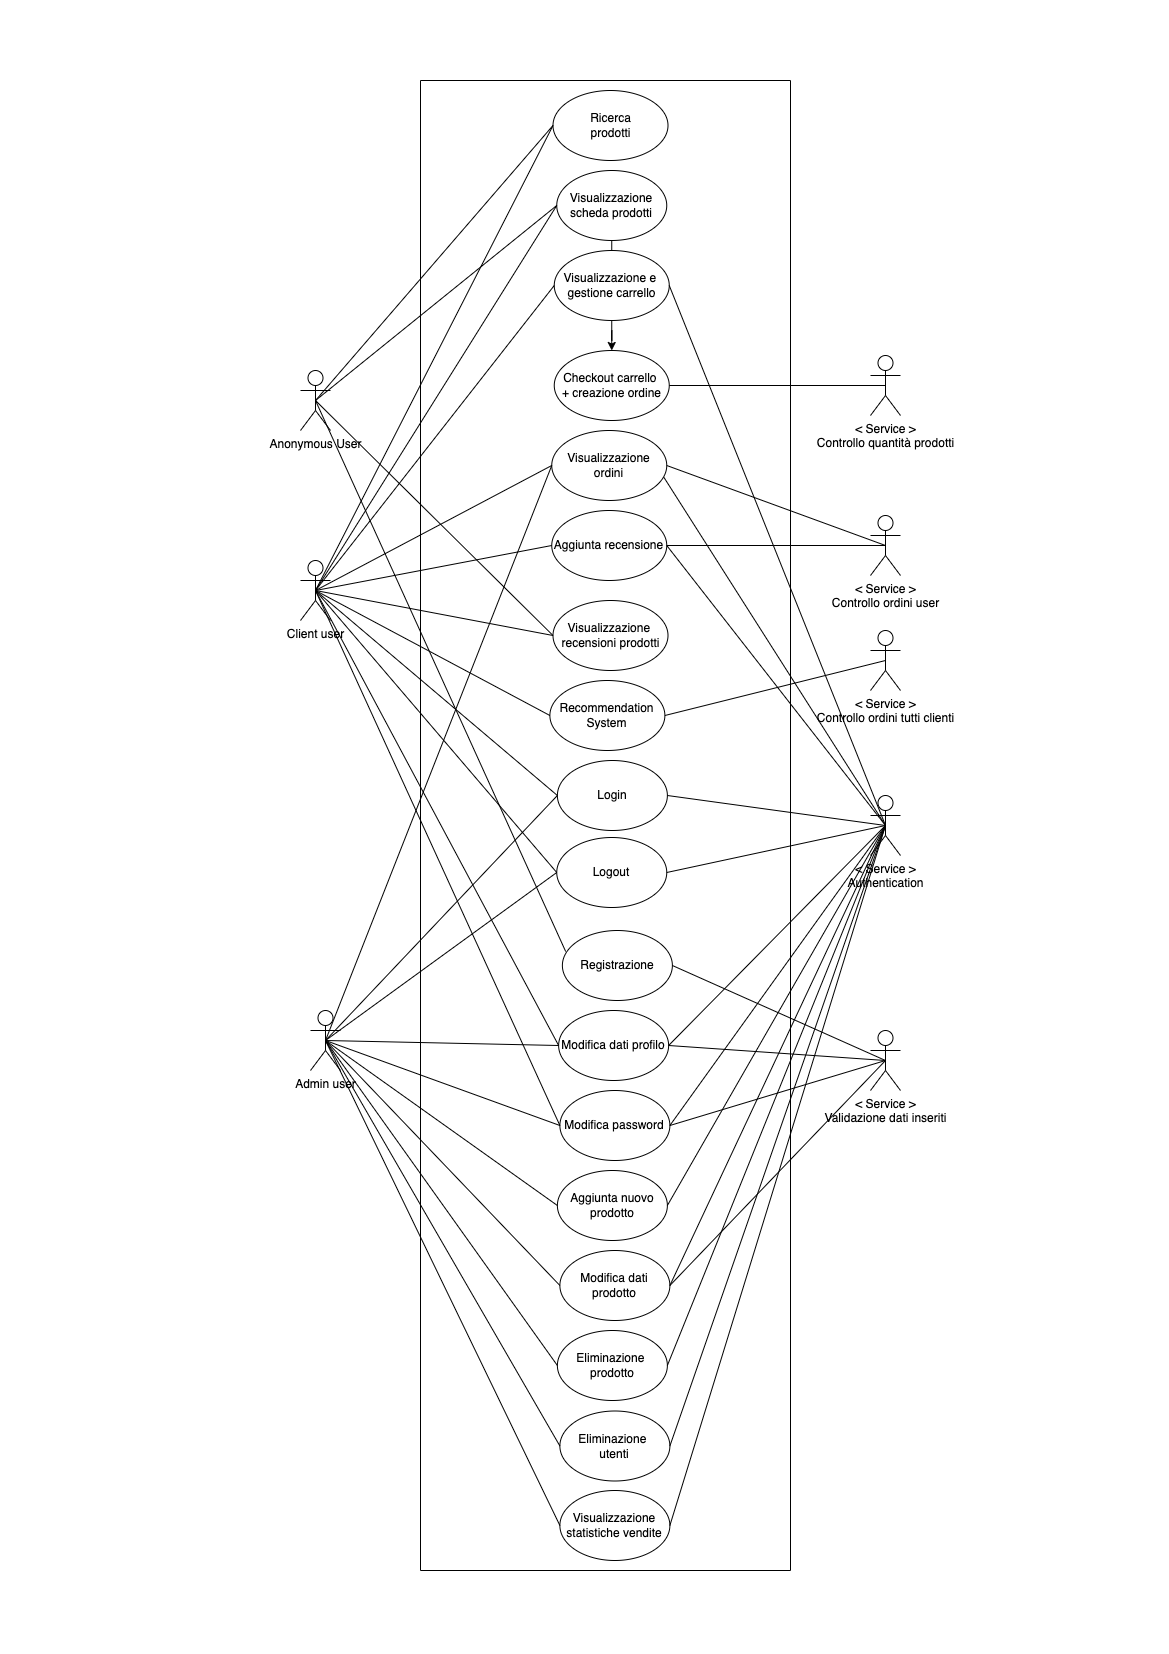 Ricerca
prodotti
Visualizzazione
scheda prodotti
Visualizzazione e
gestione carrello
Checkout carrello
+ creazione ordine
Visualizzazione
ordini
Aggiunta recensione
Visualizzazione
recensioni prodotti
Recommendation
System
Login
Logout
Registrazione
Modifica dati profilo
Modifica password
Aggiunta nuovo
prodotto
Modifica dati
prodotto
Eliminazione
prodotto
Eliminazione
utenti
Visualizzazione
statistiche vendite
Anonymous User
Client user
Admin user
< Service >
Controllo quantità prodotti
< Service >
Controllo ordini user
< Service >
Controllo ordini tutti clienti
< Service >
Authentication
< Service >
Validazione dati inseriti